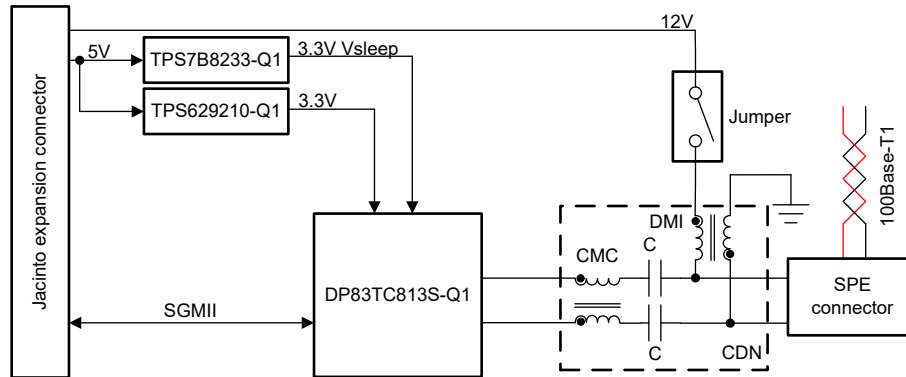 12V
5V
TPS7B8233-Q1
3.3V Vsleep
TPS629210-Q1
3.3V
Jumper
Jacinto expansion connector
100Base-T1
DMI
C
CMC
DP83TC813S-Q1
SPE
connector
SGMII
C
CDN